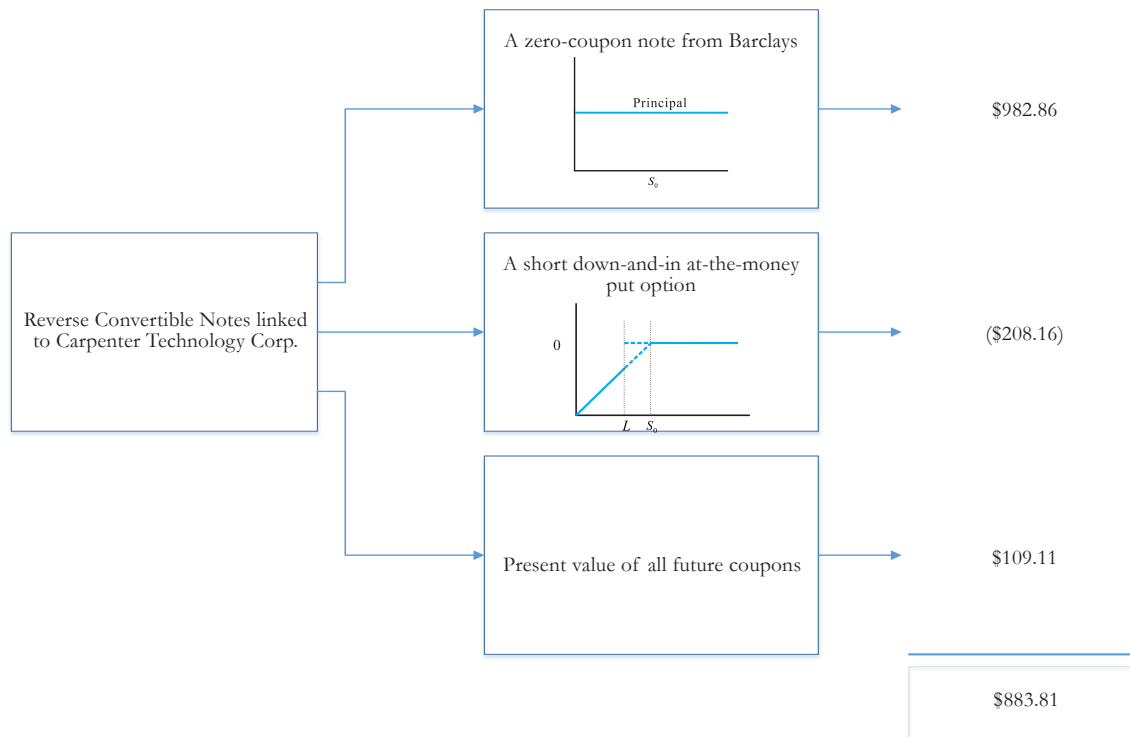 A zero-coupon note from Barclays
Principal
S₀
$982.86
Reverse Convertible Notes linked
to Carpenter Technology Corp.
A short down-and-in at-the-money
put option
0
L S₀
($208.16)
Present value of all future coupons
$109.11
$883.81